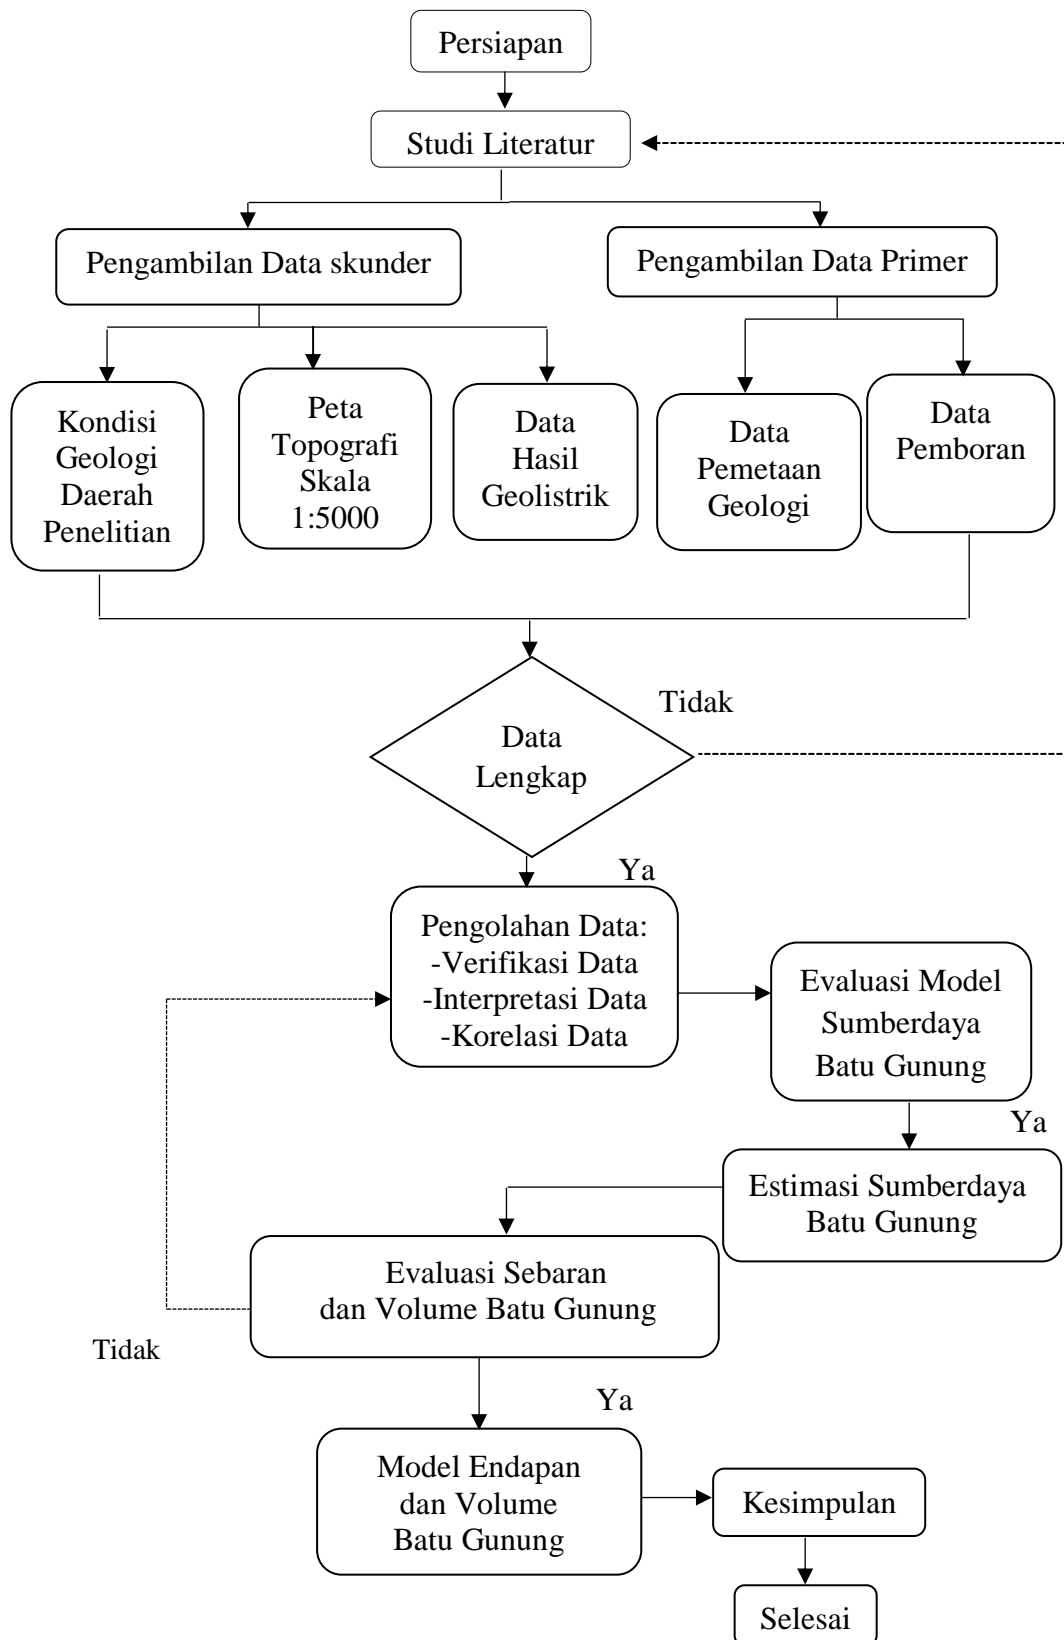 Persiapan
Studi Literatur
Pengambilan Data skunder
Pengambilan Data Primer
Kondisi
Geologi
Daerah
Penelitian
Peta
Topografi
Skala
1:5000
Data
Hasil
Geolistrik
Data
Pemetaan
Geologi
Data
Pemboran
Tidak
Data
Lengkap
Ya
Pengolahan Data:
-Verifikasi Data
-Interpretasi Data
-Korelasi Data
Evaluasi Model
Sumberdaya
Batu Gunung
Ya
Estimasi Sumberdaya
Batu Gunung
Evaluasi Sebaran
dan Volume Batu Gunung
Tidak
Ya
Model Endapan
dan Volume
Batu Gunung
Kesimpulan
Selesai